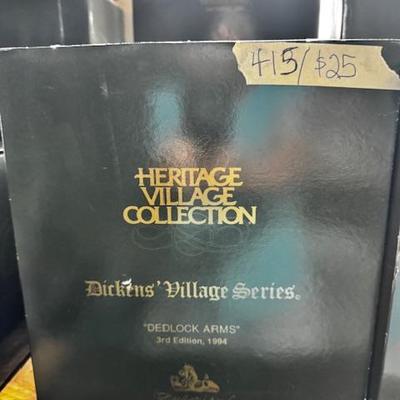 415/$25
HERITAGE
VILLAGE
COLLECTION
Dickens' Village Series®
"DEDLOCK ARMS"
3rd Edition, 1994